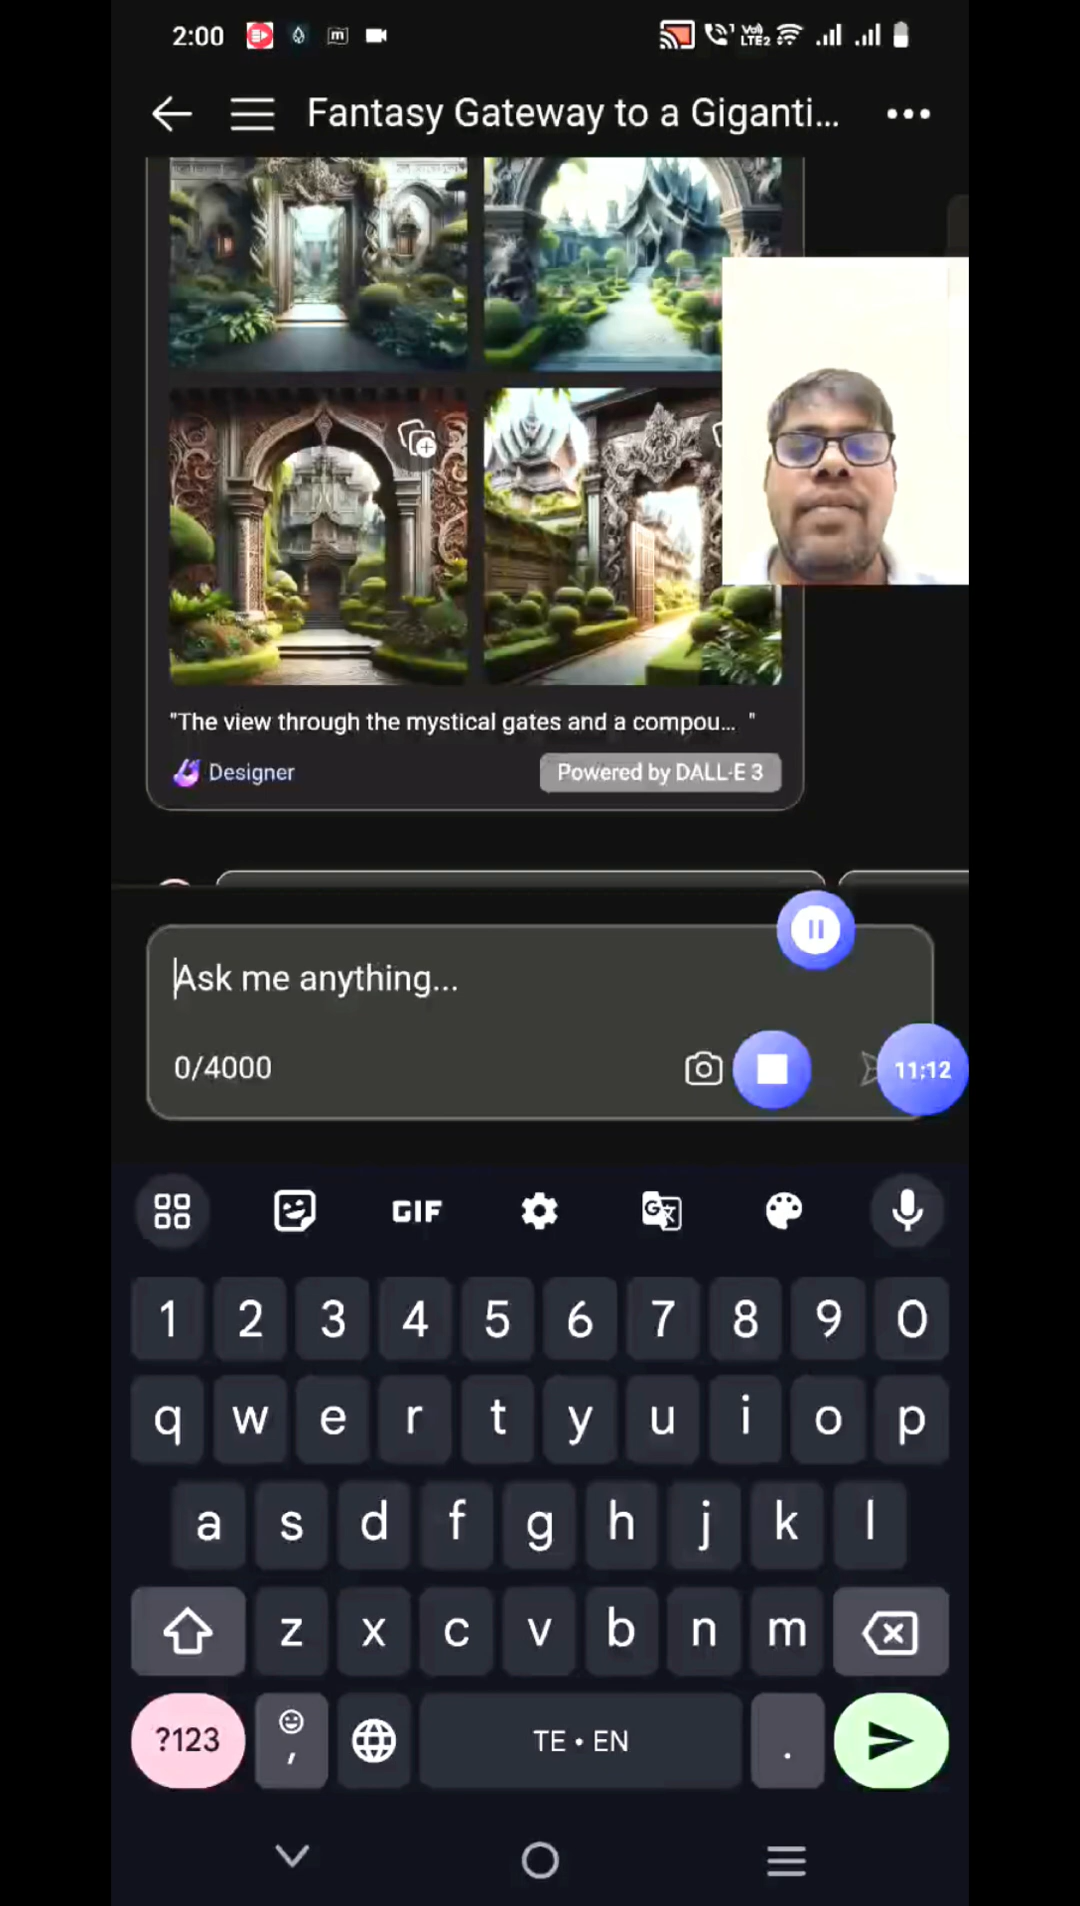 2:00
Vo) 
LTE2
Fantasy Gateway to a Giganti...
"The view through the mystical gates and a compou... "
Designer
Powered by DALL·E 3
Ask me anything...
0/4000
11:12
GIF
1 2 3 4 5 6 7 8 9 0
q w e r t y u i o p
a s d f g h j k l
z x c v b n m
?123 , TE • EN .